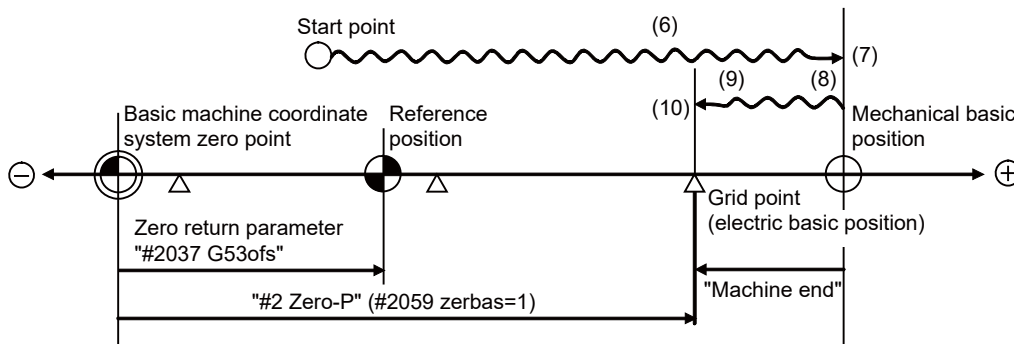 Start point
(6)
(7)
(9)
(8)
(10)
Basic machine coordinate
system zero point
Reference
position
Mechanical basic
position
−
+
Grid point
(electric basic position)
Zero return parameter
"#2037 G53ofs"
"#2 Zero-P" (#2059 zerbas=1)
"Machine end"